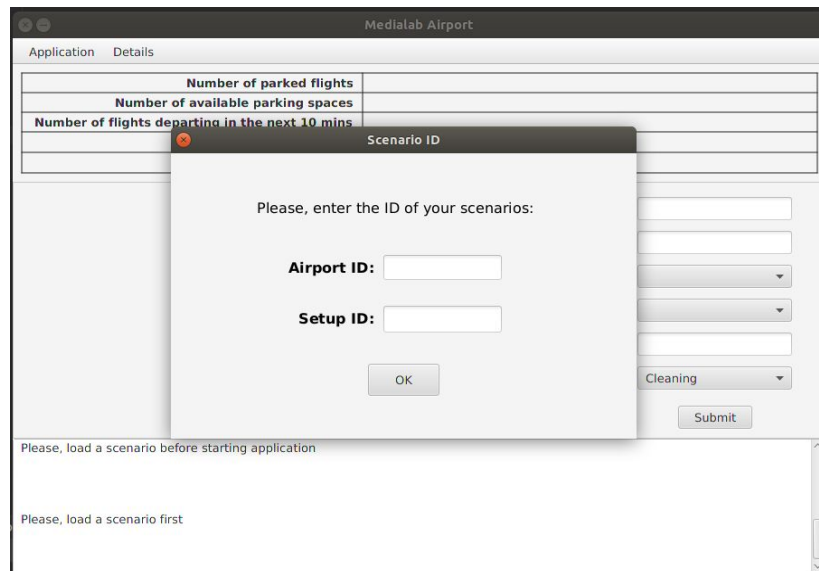 Medialab Airport
Application Details
Number of parked flights
Number of available parking spaces
Number of flights departing in the next 10 mins
Scenario ID
Please, enter the ID of your scenarios:
Airport ID:
Setup ID:
OK
Cleaning
Submit
Please, load a scenario before starting application
Please, load a scenario first